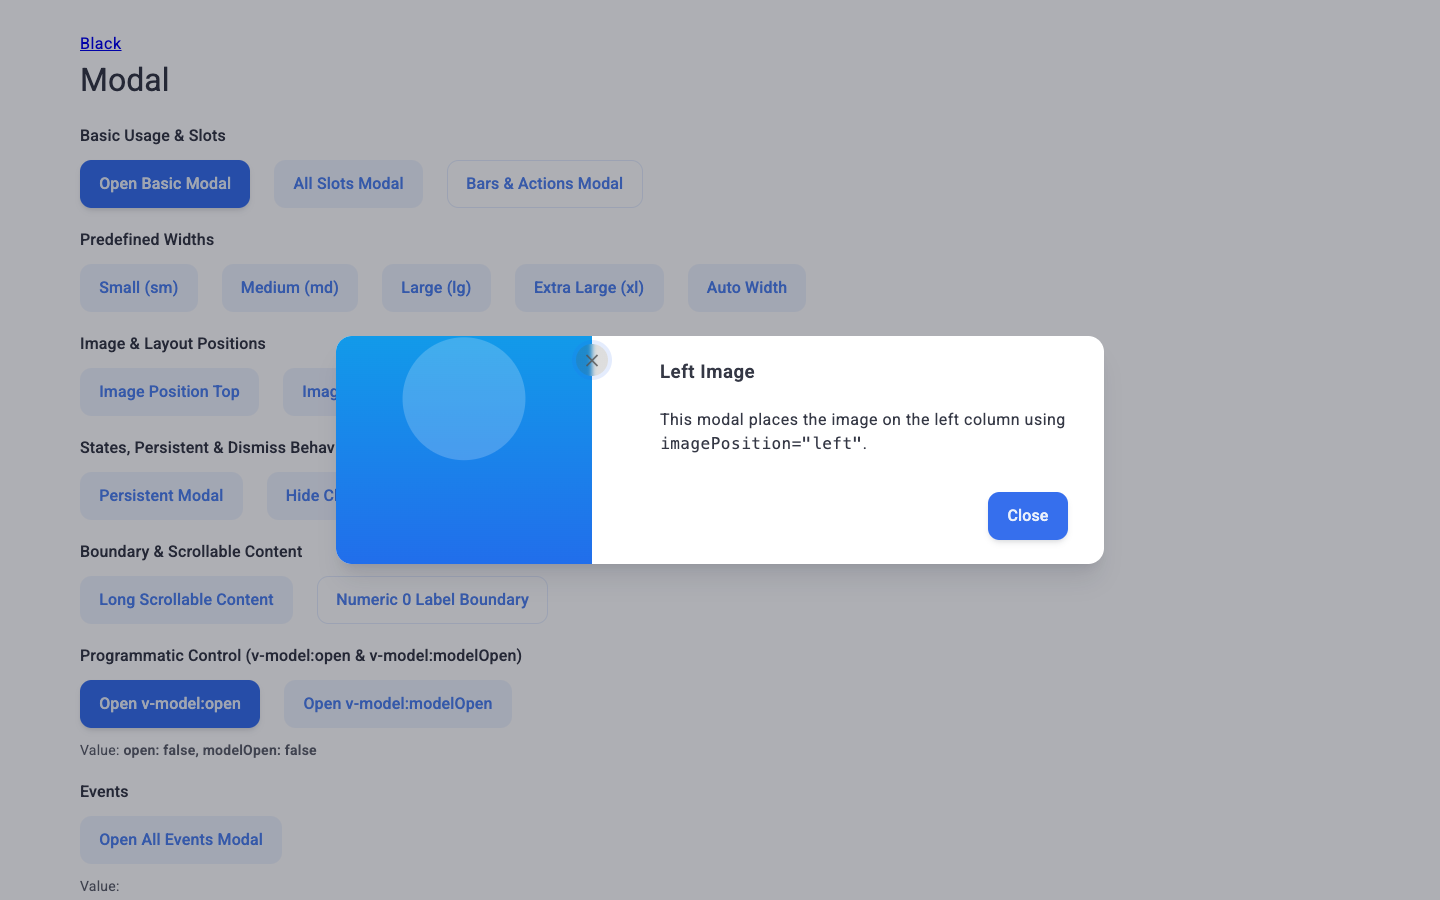 Black
Modal
Basic Usage & Slots
Open Basic Modal
All Slots Modal
Bars & Actions Modal
Predefined Widths
Small (sm)
Medium (md)
Large (lg)
Extra Large (xl)
Auto Width
Image & Layout Positions
Image Position Top
Left Image
This modal places the image on the left column using
imagePosition="left".
Close
States, Persistent & Dismiss
Persistent Modal
Hide
Boundary & Scrollable Content
Long Scrollable Content
Numeric 0 Label Boundary
Programmatic Control (v-model:open & v-model:modelOpen)
Open v-model:open
Open v-model:modelOpen
Value: open: false, modelOpen: false
Events
Open All Events Modal
Value: